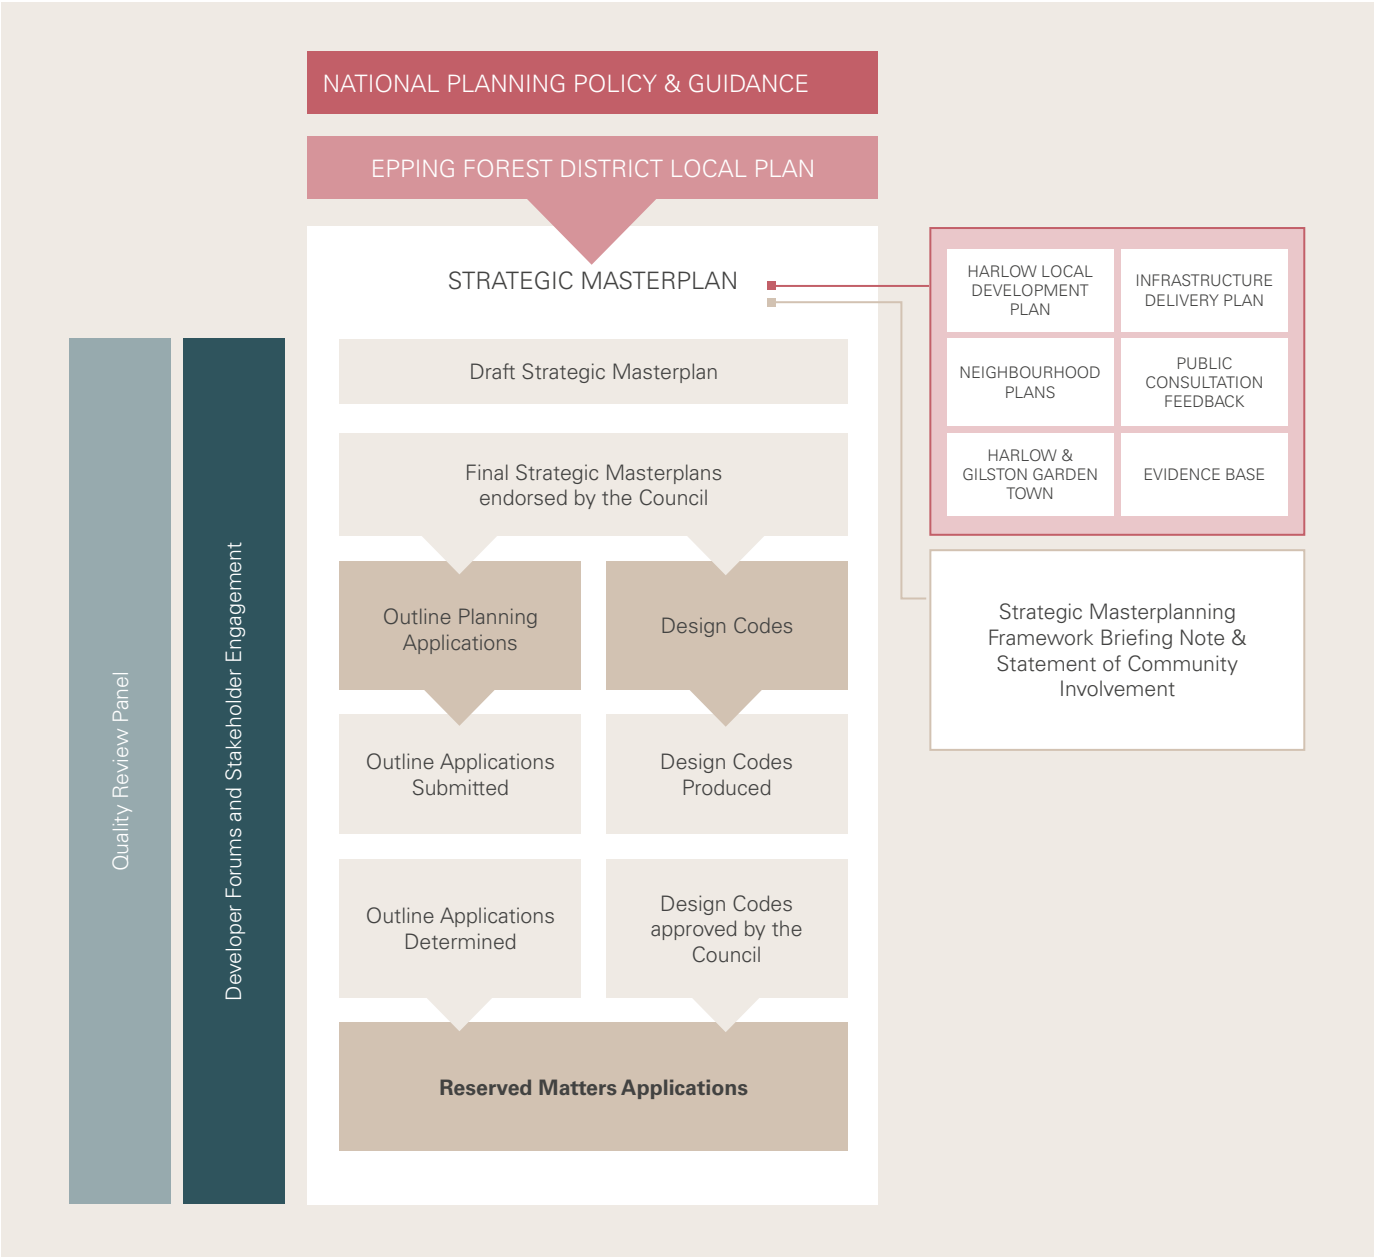 NATIONAL PLANNING POLICY & GUIDANCE
EPPING FOREST DISTRICT LOCAL PLAN
STRATEGIC MASTERPLAN
Draft Strategic Masterplan
Final Strategic Masterplans
endorsed by the Council
Outline Planning
Applications
Design Codes
Outline Applications
Submitted
Design Codes
Produced
Outline Applications
Determined
Design Codes
approved by the
Council
Reserved Matters Applications
Quality Review Panel
Developer Forums and Stakeholder Engagement
HARLOW LOCAL
DEVELOPMENT
PLAN
INFRASTRUCTURE
DELIVERY PLAN
NEIGHBOURHOOD
PLANS
PUBLIC
CONSULTATION
FEEDBACK
HARLOW &
GILSTON GARDEN
TOWN
EVIDENCE BASE
Strategic Masterplanning
Framework Briefing Note &
Statement of Community
Involvement